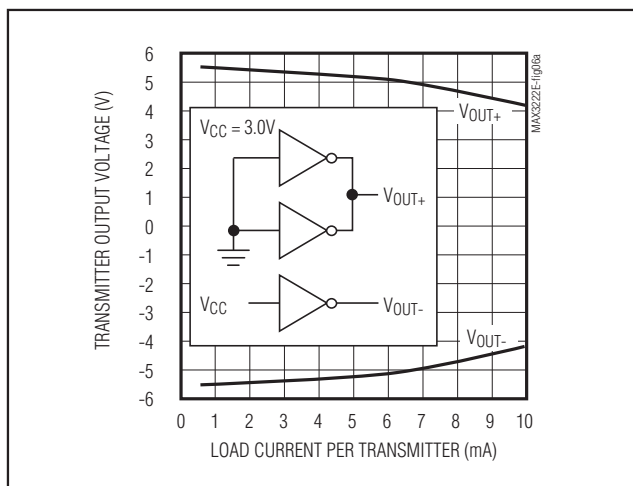 TRANSMITTER OUTPUT VOLTAGE (V)
6
5
4
3
2
1
0
-1
-2
-3
-4
-5
-6
VCC = 3.0V
VOUT+
VOUT+
VCC
VOUT-
VOUT-
MAX3222E-fig06a
0 1 2 3 4 5 6 7 8 9 10
LOAD CURRENT PER TRANSMITTER (mA)